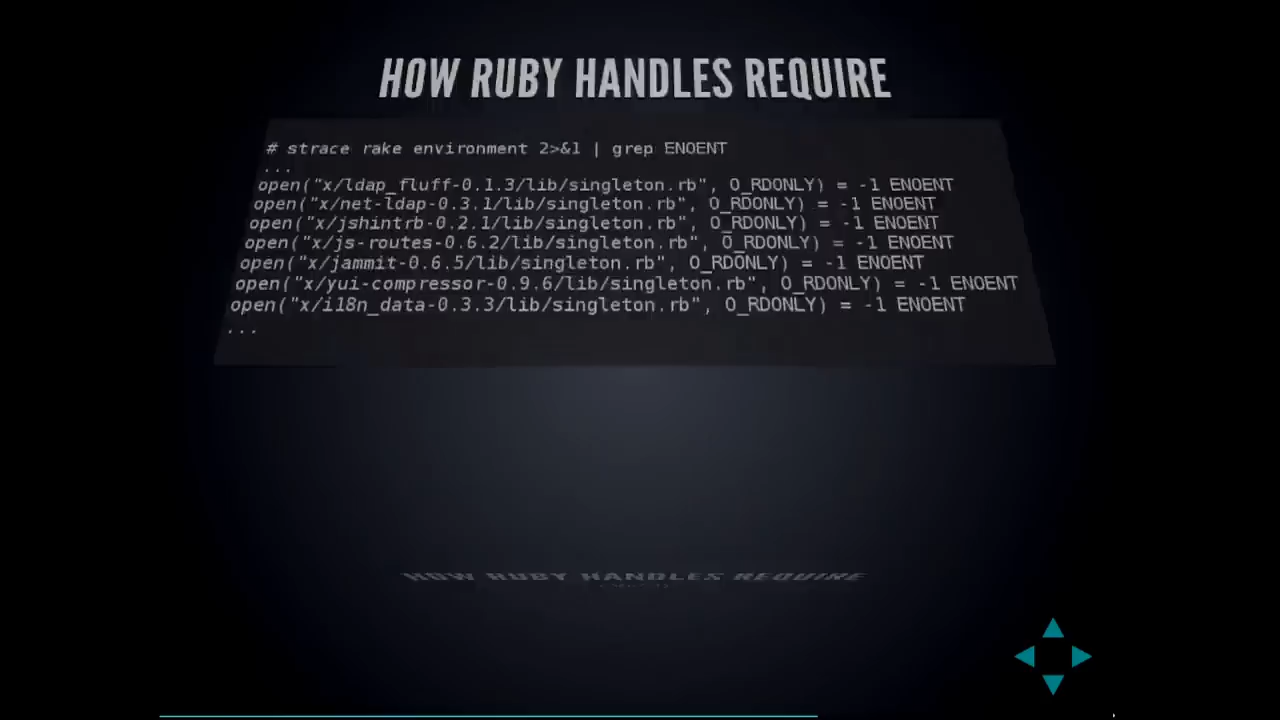 HOW RUBY HANDLES REQUIRE
# strace rake environment 2>&1 | grep ENOENT
...
open("x/ldap_fluff-0.1.3/lib/singleton.rb", O_RDONLY) = -1 ENOENT
open("x/net-ldap-0.3.1/lib/singleton.rb", O_RDONLY) = -1 ENOENT
open("x/jshintrb-0.2.1/lib/singleton.rb", O_RDONLY) = -1 ENOENT
open("x/js-routes-0.6.2/lib/singleton.rb", O_RDONLY) = -1 ENOENT
open("x/jammit-0.6.5/lib/singleton.rb", O_RDONLY) = -1 ENOENT
open("x/yui-compressor-0.9.6/lib/singleton.rb", O_RDONLY) = -1 ENOENT
open("x/i18n_data-0.3.3/lib/singleton.rb", O_RDONLY) = -1 ENOENT
...
HOW RUBY HANDLES REQUIRE